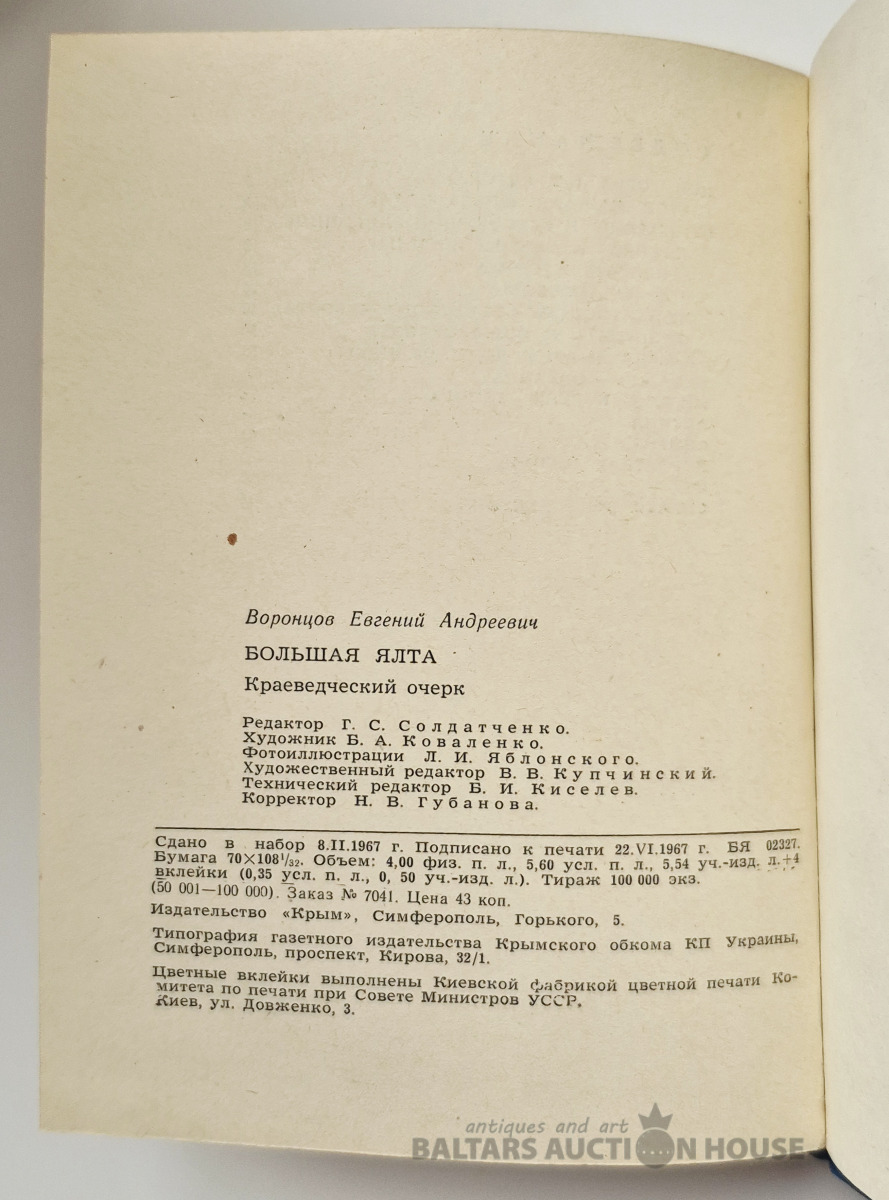 Воронцов Евгений Андреевич
БОЛЬШАЯ ЯЛТА
Краеведческий очерк
Редактор Г. С. Солдатченко.
Художник Б. А. Коваленко.
Фотоиллюстрации Л. И. Яблонского.
Художественный редактор В. В. Купчинский.
Технический редактор Б. И. Киселев.
Корректор Н. В. Губанова.
Сдано в набор 8.II.1967 г. Подписано к печати 22.VI.1967 г. БЯ 02327.
Бумага 70×108¹/₃₂. Объем: 4,00 физ. п. л., 5,60 усл. п. л., 5,54 уч.-изд. л.+4
вклейки (0,35 усл. п. л., 0, 50 уч.-изд. л.). Тираж 100 000 экз.
(50 001—100 000). Заказ № 7041. Цена 43 коп.
Издательство «Крым», Симферополь, Горького, 5.
Типография газетного издательства Крымского обкома КП Украины,
Симферополь, проспект, Кирова, 32/1.
Цветные вклейки выполнены Киевской фабрикой цветной печати Ко-
митета по печати при Совете Министров УССР.
Киев, ул. Довженко, 3.
antiques and art
BALTARS AUCTION HOUSE